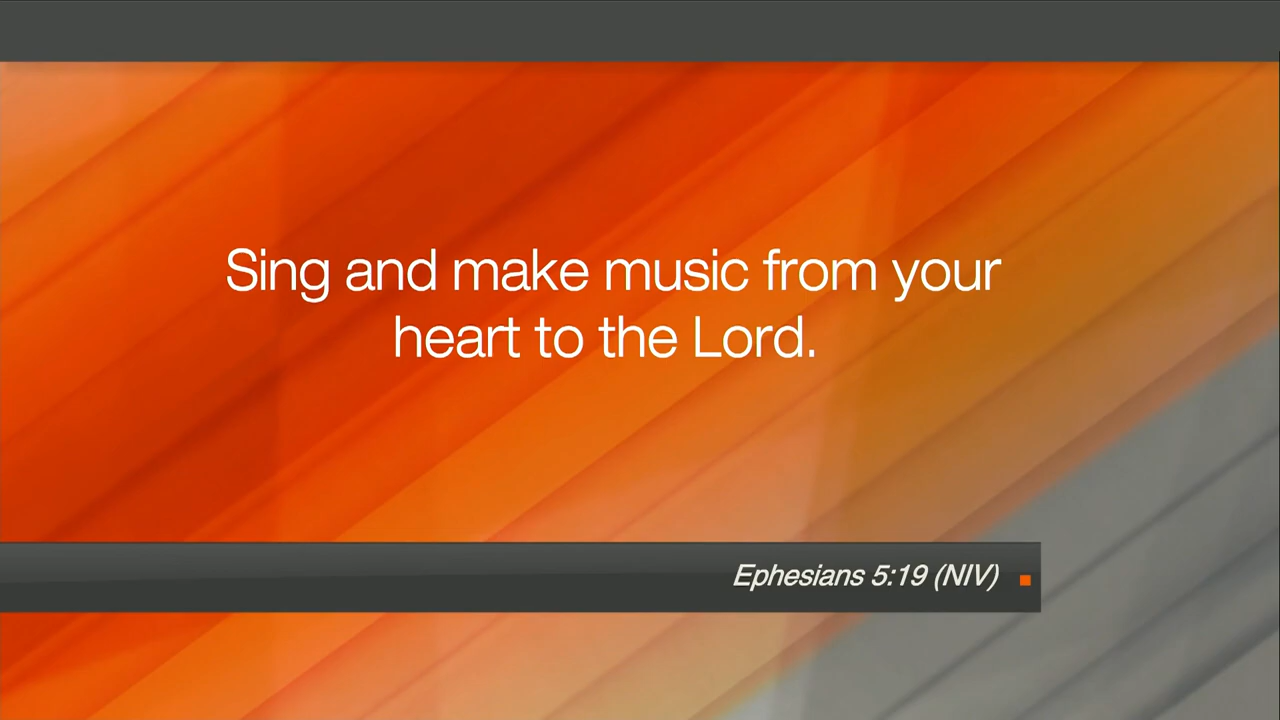 Sing and make music from your
heart to the Lord.
Ephesians 5:19 (NIV)